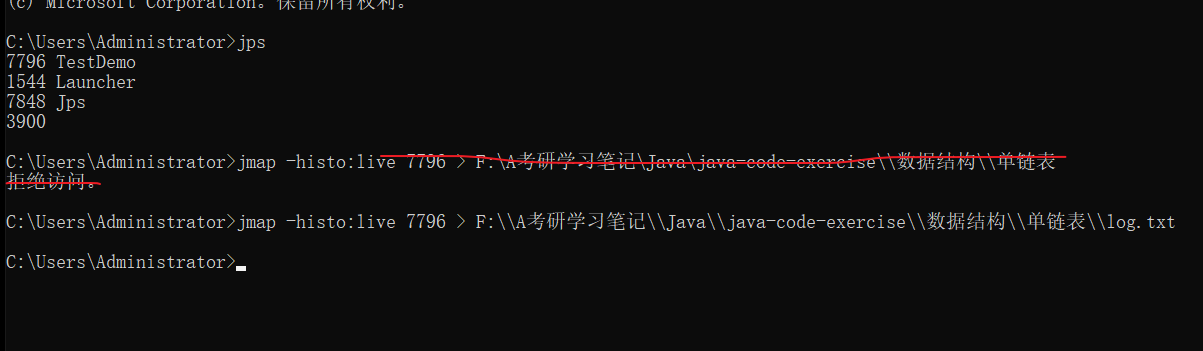 (c) Microsoft Corporation。保留所有权利。
C:\Users\Administrator>jps
7796 TestDemo
1544 Launcher
7848 Jps
3900
C:\Users\Administrator>jmap -histo:live 7796 > F:\A考研学习笔记\Java\java-code-exercise\\数据结构\\单链表
拒绝访问。
C:\Users\Administrator>jmap -histo:live 7796 > F:\\A考研学习笔记\\Java\\java-code-exercise\\数据结构\\单链表\\log.txt
C:\Users\Administrator>